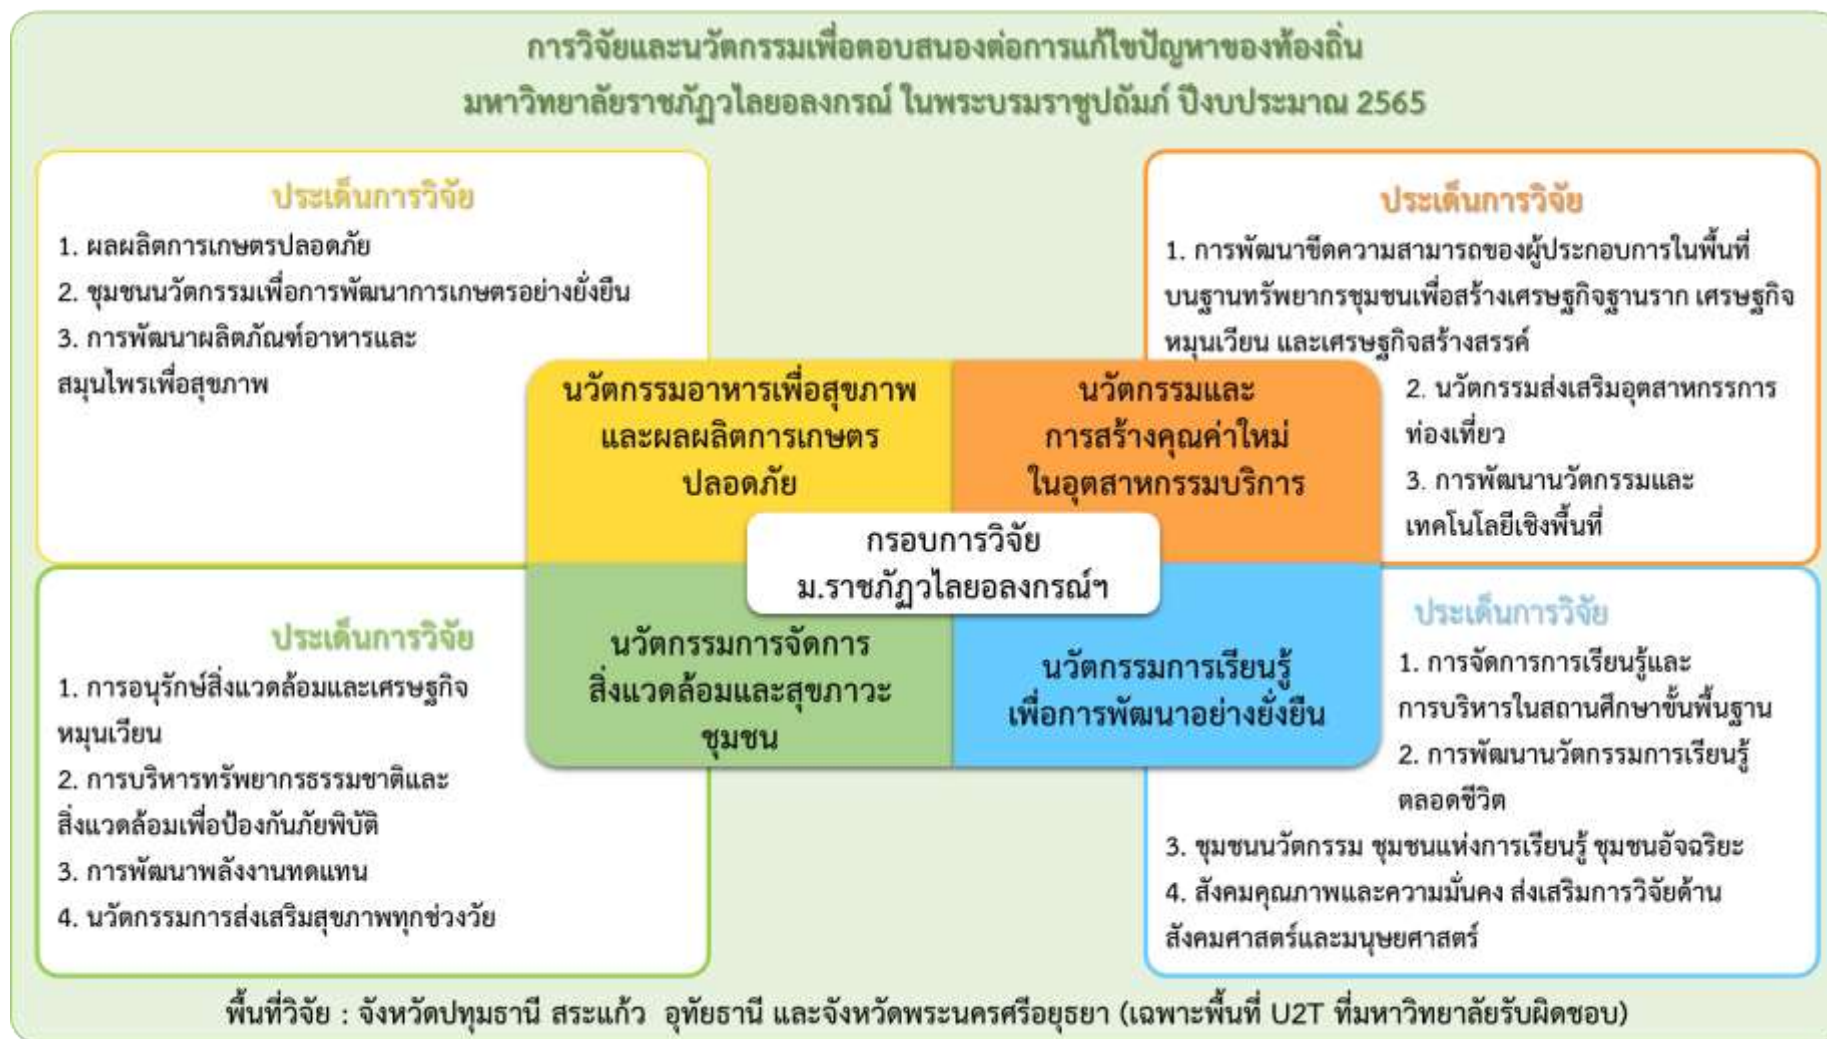 การวิจัยและนวัตกรรมเพื่อตอบสนองต่อการแก้ไขปัญหาของท้องถิ่น
มหาวิทยาลัยราชภัฏวไลยอลงกรณ์ ในพระบรมราชูปถัมภ์ ปีงบประมาณ 2565
ประเด็นการวิจัย
1. ผลผลิตการเกษตรปลอดภัย
2. ชุมชนนวัตกรรมเพื่อการพัฒนาการเกษตรอย่างยั่งยืน
3. การพัฒนาผลิตภัณฑ์อาหารและ
สมุนไพรเพื่อสุขภาพ
ประเด็นการวิจัย
1. การพัฒนาขีดความสามารถของผู้ประกอบการในพื้นที่
บนฐานทรัพยากรชุมชนเพื่อสร้างเศรษฐกิจฐานราก เศรษฐกิจ
หมุนเวียน และเศรษฐกิจสร้างสรรค์
2. นวัตกรรมส่งเสริมอุตสาหกรรการ
ท่องเที่ยว
3. การพัฒนานวัตกรรมและ
เทคโนโลยีเชิงพื้นที่
นวัตกรรมอาหารเพื่อสุขภาพ
และผลผลิตการเกษตร
ปลอดภัย
นวัตกรรมและ
การสร้างคุณค่าใหม่
ในอุตสาหกรรมบริการ
กรอบการวิจัย
ม.ราชภัฏวไลยอลงกรณ์ฯ
นวัตกรรมการจัดการ
สิ่งแวดล้อมและสุขภาวะ
ชุมชน
นวัตกรรมการเรียนรู้
เพื่อการพัฒนาอย่างยั่งยืน
ประเด็นการวิจัย
1. การอนุรักษ์สิ่งแวดล้อมและเศรษฐกิจ
หมุนเวียน
2. การบริหารทรัพยากรธรรมชาติและ
สิ่งแวดล้อมเพื่อป้องกันภัยพิบัติ
3. การพัฒนาพลังงานทดแทน
4. นวัตกรรมการส่งเสริมสุขภาพทุกช่วงวัย
ประเด็นการวิจัย
1. การจัดการการเรียนรู้และ
การบริหารในสถานศึกษาขั้นพื้นฐาน
2. การพัฒนานวัตกรรมการเรียนรู้
ตลอดชีวิต
3. ชุมชนนวัตกรรม ชุมชนแห่งการเรียนรู้ ชุมชนอัจฉริยะ
4. สังคมคุณภาพและความมั่นคง ส่งเสริมการวิจัยด้าน
สังคมศาสตร์และมนุษยศาสตร์
พื้นที่วิจัย : จังหวัดปทุมธานี สระแก้ว อุทัยธานี และจังหวัดพระนครศรีอยุธยา (เฉพาะพื้นที่ U2T ที่มหาวิทยาลัยรับผิดชอบ)